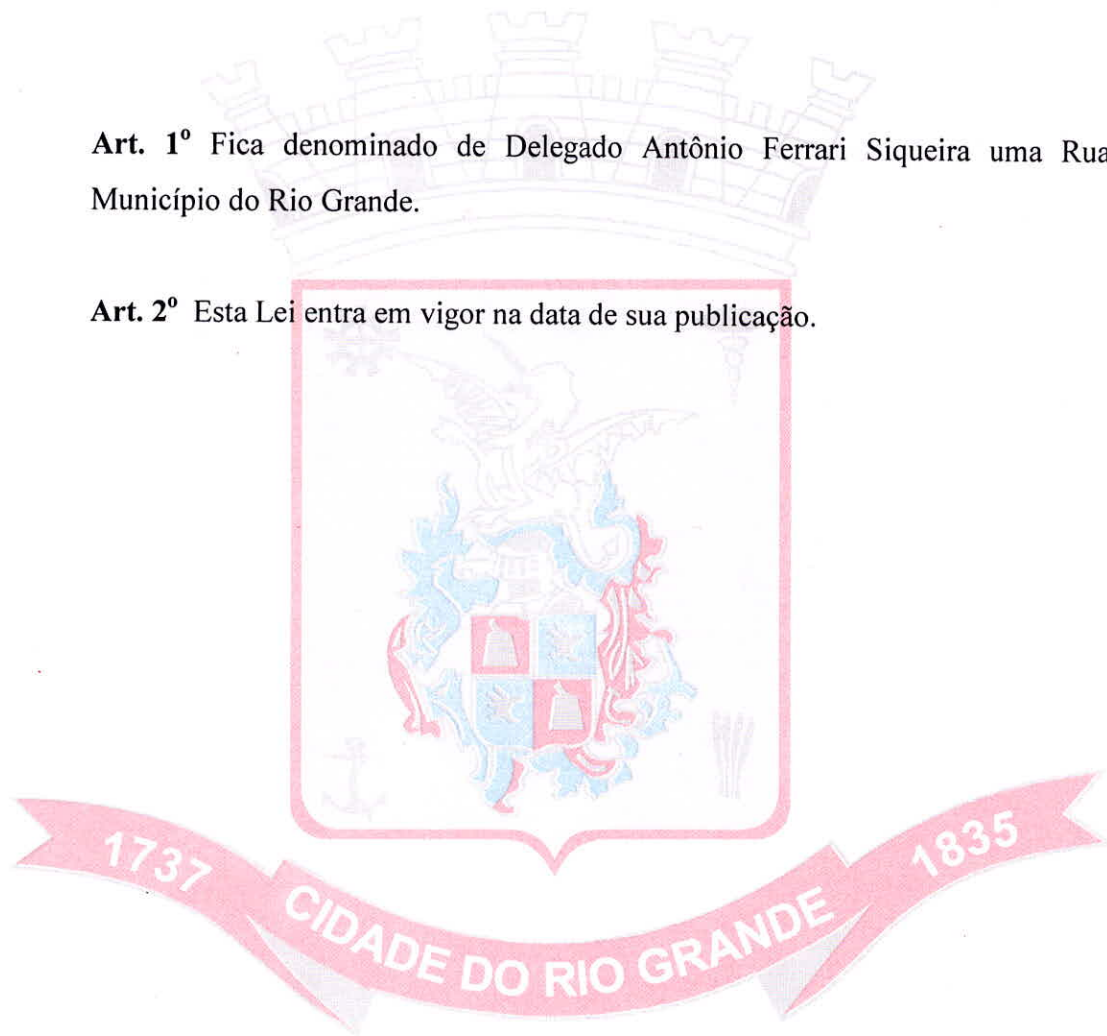 Art. 1º Fica denominado de Delegado Antônio Ferrari Siqueira uma Rua
Município do Rio Grande.
Art. 2º Esta Lei entra em vigor na data de sua publicação.
1737
CIDADE DO RIO GRANDE
1835